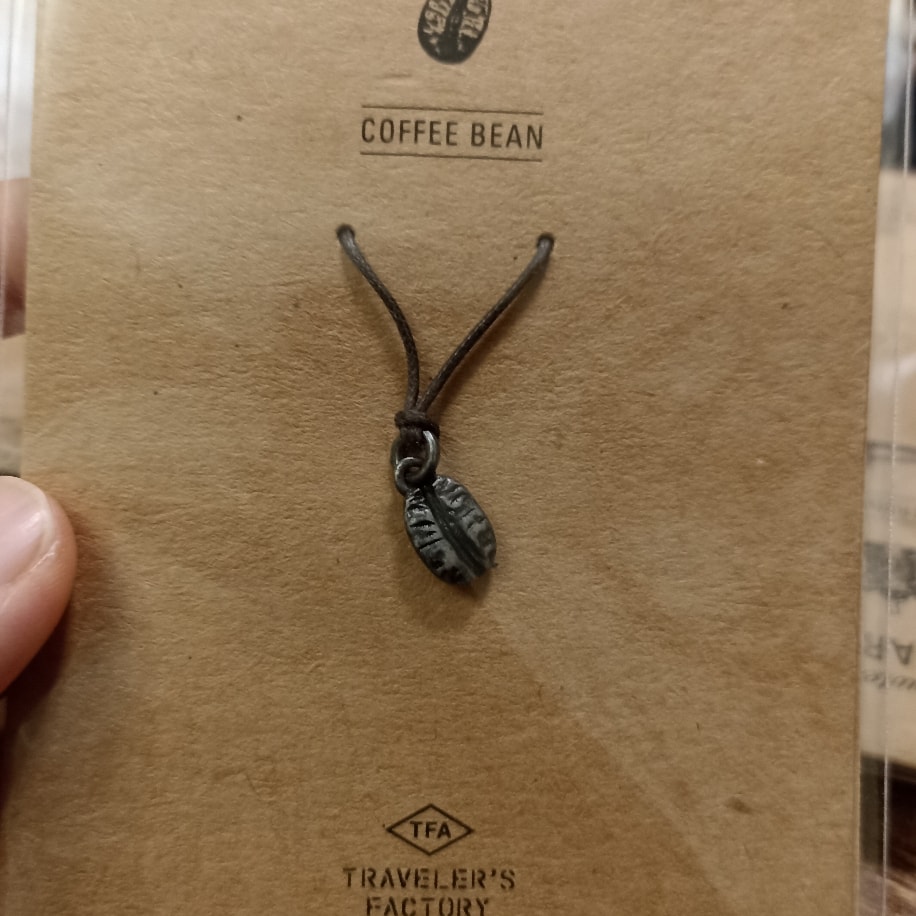 COFFEE BEAN
TFA
TRAVELER'S
FACTORY